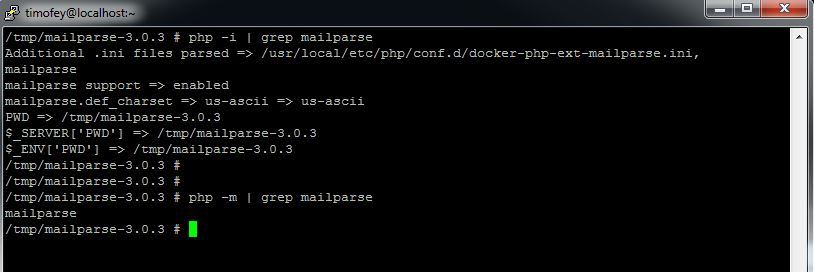 timofey@localhost:~
/tmp/mailparse-3.0.3 # php -i | grep mailparse
Additional .ini files parsed => /usr/local/etc/php/conf.d/docker-php-ext-mailparse.ini,
mailparse
mailparse support => enabled
mailparse.def_charset => us-ascii => us-ascii
PWD => /tmp/mailparse-3.0.3
$_SERVER['PWD'] => /tmp/mailparse-3.0.3
$_ENV['PWD'] => /tmp/mailparse-3.0.3
/tmp/mailparse-3.0.3 #
/tmp/mailparse-3.0.3 #
/tmp/mailparse-3.0.3 # php -m | grep mailparse
mailparse
/tmp/mailparse-3.0.3 #